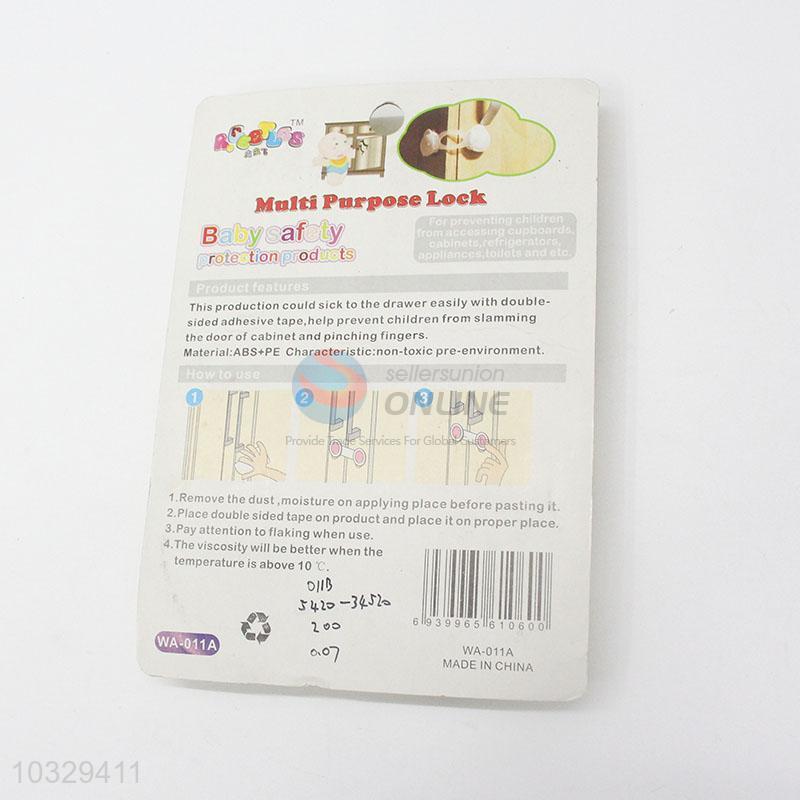 TM
ART
Multi Purpose Lock
Baby safety
protection products
For preventing children
from accessing cupboards,
cabinets,refrigerators,
appliances,toilets and etc.
Product features
This production could sick to the drawer easily with double-
sided adhesive tape,help prevent children from slamming
the door of cabinet and pinching fingers.
Material:ABS+PE Characteristic:non-toxic pre-environment.
How to use
sellersunion
ONLINE
Provide Trade Services For Global Customers
1 2 3
1.Remove the dust ,moisture on applying place before pasting it.
2.Place double sided tape on product and place it on proper place.
3.Pay attention to flaking when use.
4.The viscosity will be better when the
temperature is above 10 ℃.
011B
5420-34520
200
0.07
6 939965 610600
WA-011A
WA-011A
MADE IN CHINA
10329411